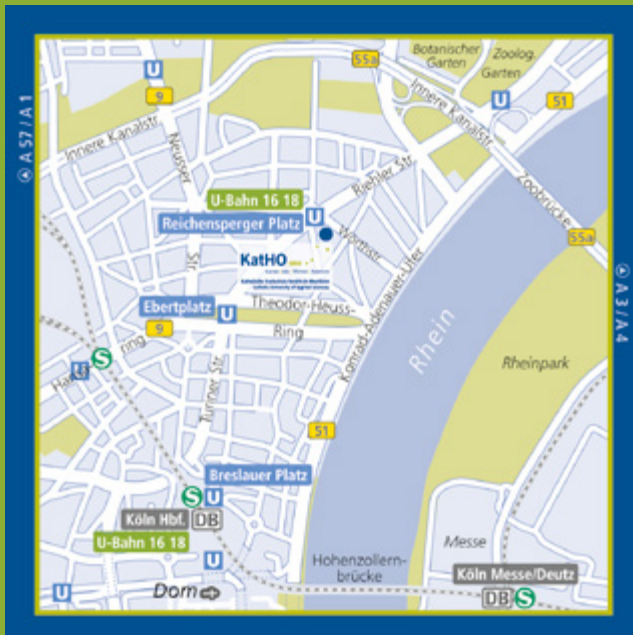 Botanischer
Garten
Zoolog.
Garten
55a
U
9
51
U
Innere Kanalstr.
Innere Kanalstr.
A 57 / A 1
Neusser
Str.
Riehler Str.
Zoobrücke
U-Bahn 16 18
Reichensperger Platz
U
Wörthstr.
55a
KatHO
A 3 / A 4
Konrad-Adenauer-Ufer
Rhein
Ebertplatz
U
Theodor-Heuss-
Ring
9
ring
S
U
Rheinpark
Turiner Str.
51
Breslauer Platz
S
U
Köln Hbf.
DB
U-Bahn 16 18
Messe
U
Hohenzollern-
brücke
Köln Messe/Deutz
DB
S
U
Dom